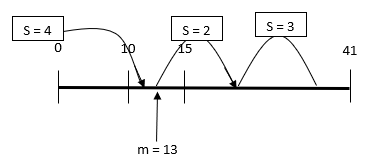 S = 4
S = 2
S = 3
0
10
15
41
m = 13